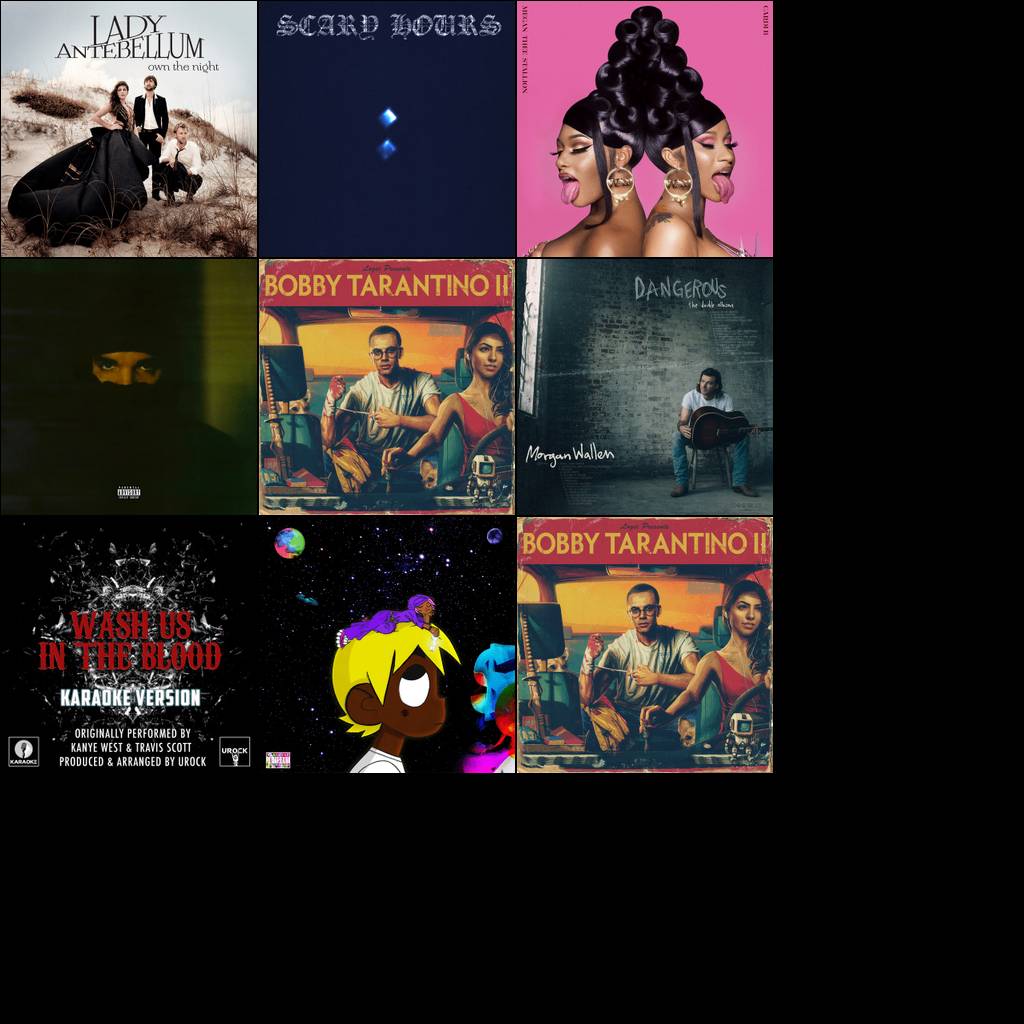 LADY
ANTEBELLUM
own the night
SCARY HOURS
MEGAN THEE STALLION
CARDI B
PARENTAL
ADVISORY
EXPLICIT CONTENT
Logic Presents
BOBBY TARANTINO II
DANGEROUS
the double album
Morgan Wallen
WASH US
IN THE BLOOD
KARAOKE VERSION
ORIGINALLY PERFORMED BY
KANYE WEST & TRAVIS SCOTT
PRODUCED & ARRANGED BY UROCK
KARAOKE
UROCK
Logic Presents
BOBBY TARANTINO II